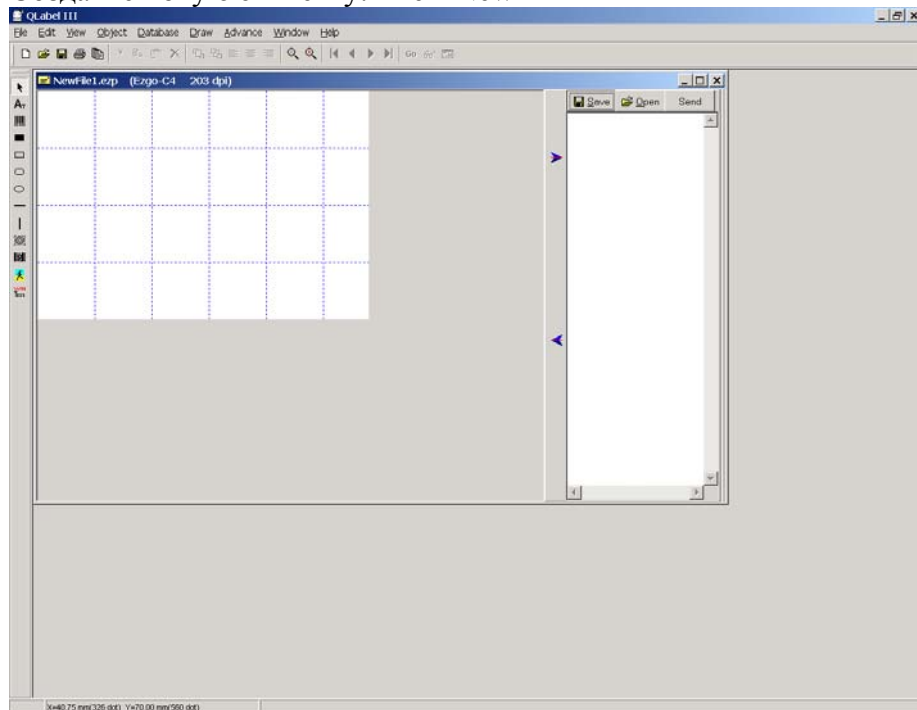 QLabel III
File Edit View Object Database Draw Advance Window Help
Go
NewFile1.ezp (Ezgo-C4 203 dpi)
Save Open Send
X=40.75 mm(326 dot) Y=70.00 mm(560 dot)